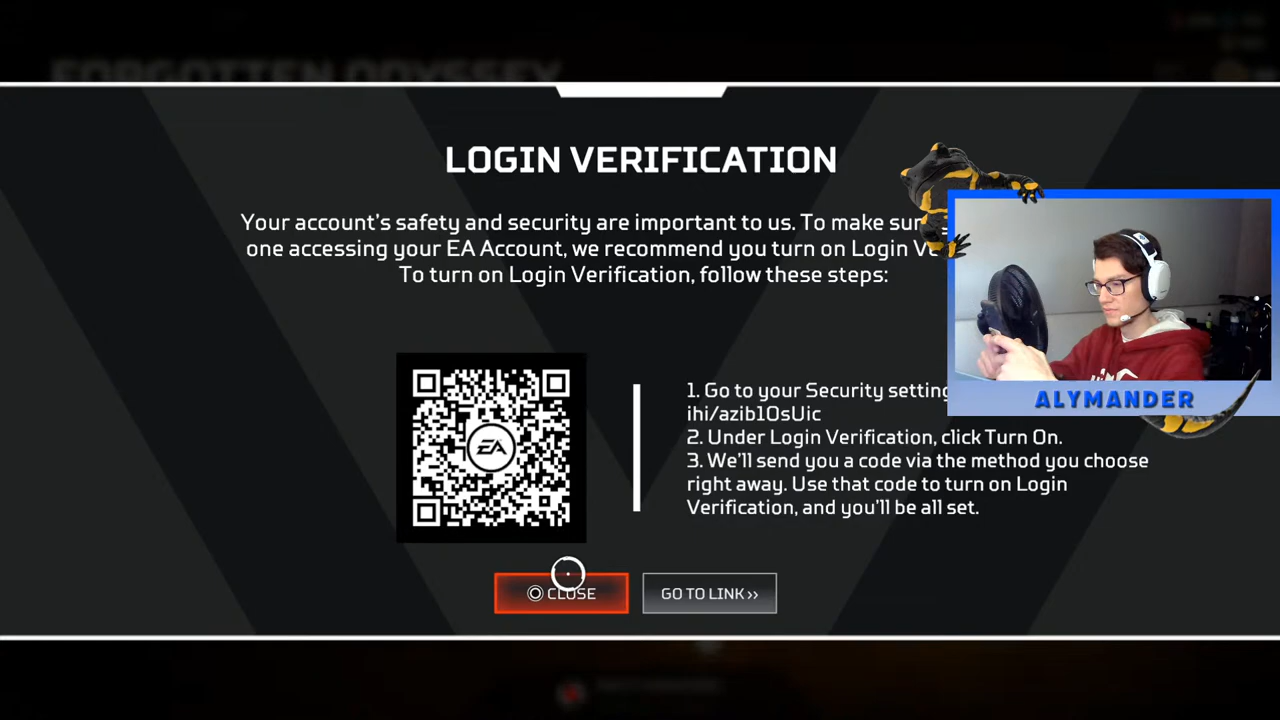 FORGOTTEN ODYSSEY
LOGIN VERIFICATION
Your account's safety and security are important to us. To make sur
one accessing your EA Account, we recommend you turn on Login Ve
To turn on Login Verification, follow these steps:
EA
1. Go to your Security setting
ihi/azib1OsUic
2. Under Login Verification, click Turn On.
3. We'll send you a code via the method you choose
right away. Use that code to turn on Login
Verification, and you'll be all set.
CLOSE
GO TO LINK >>
ALYMANDER